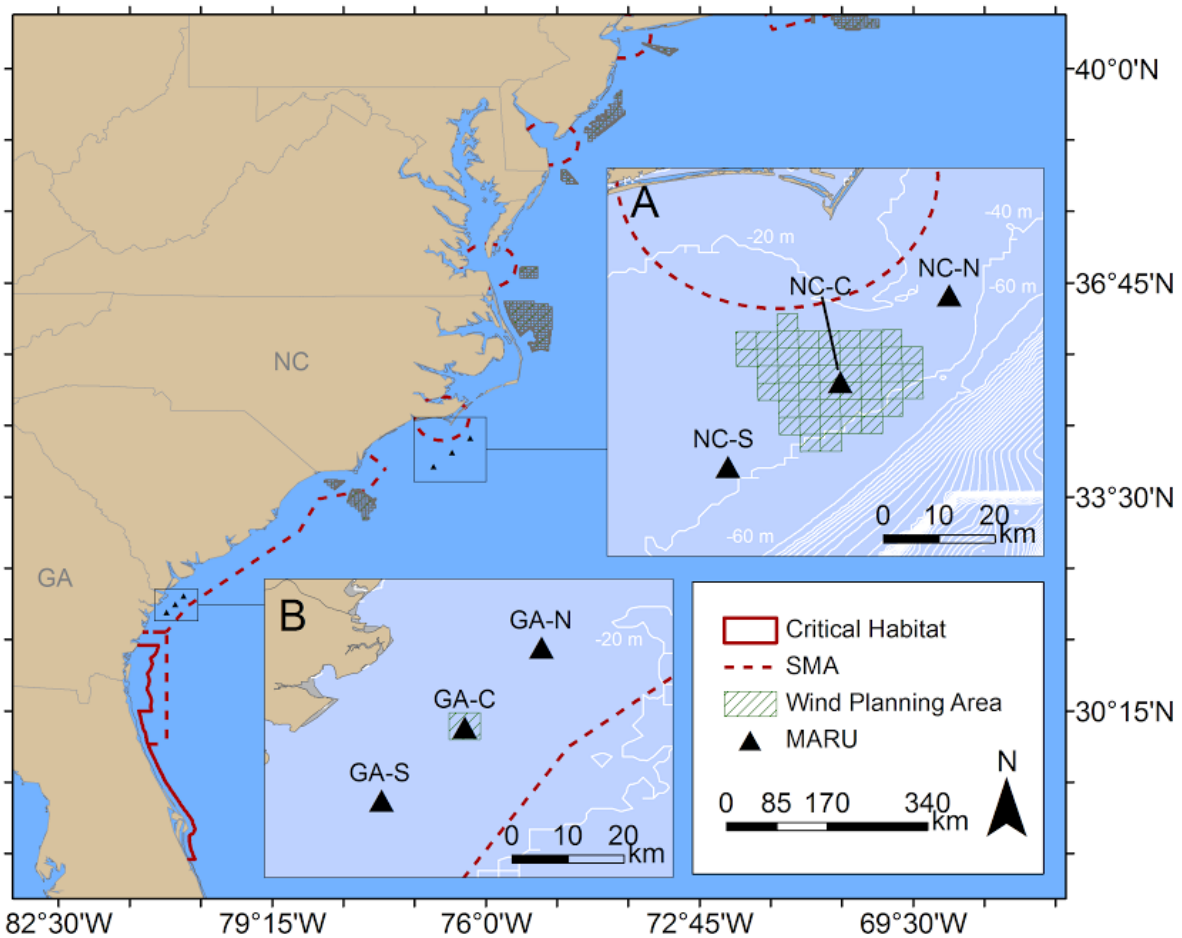 40°0'N
A
-40 m
-20 m
NC-N
36°45'N
NC-C
-60 m
NC
NC-S
33°30'N
0 10 20
km
-60 m
GA
B
GA-N
-20 m
Critical Habitat
SMA
GA-C
Wind Planning Area
30°15'N
MARU
GA-S
N
0 85 170 340
km
0 10 20
km
82°30'W 79°15'W 76°0'W 72°45'W 69°30'W